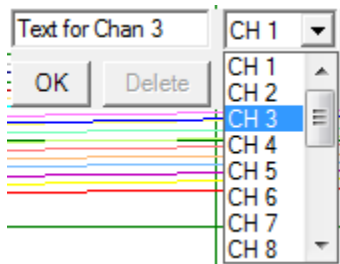 Text for Chan 3
CH 1
OK
Delete
CH 1
CH 2
CH 3
CH 4
CH 5
CH 6
CH 7
CH 8